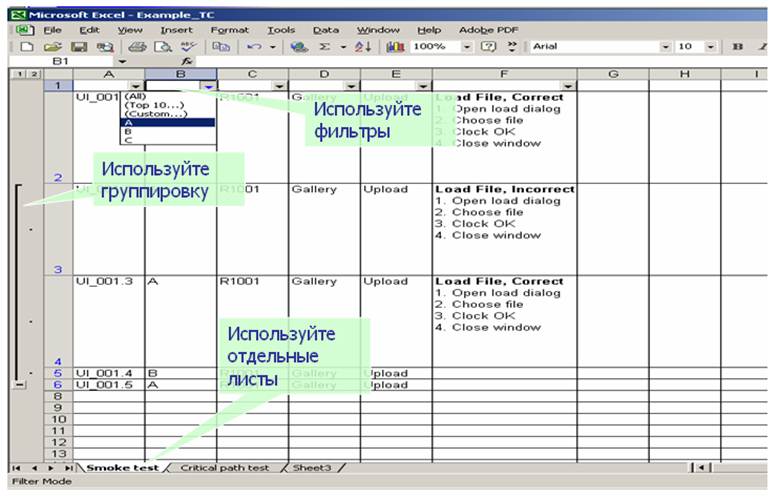 Microsoft Excel - Example_TC
File Edit View Insert Format Tools Data Window Help Adobe PDF
100% Arial 10 B I
B1 fx
1 2 A B C D E F G H I
1
(All)
(Top 10...)
(Custom...)
A
B
C
UI_001 R1001 Gallery Upload Load File, Correct
1. Open load dialog
2. Choose file
3. Clock OK
4. Close window
2
Используйте
фильтры
Используйте
группировку
R1001 Gallery Upload Load File, Incorrect
1. Open load dialog
2. Choose file
3. Clock OK
4. Close window
3
UI_001.3 A R1001 Gallery Upload Load File, Correct
1. Open load dialog
2. Choose file
3. Clock OK
4. Close window
4
Используйте
отдельные
листы
5 UI_001.4 B Gallery Upload
6 UI_001.5 A Gallery Upload
8
9
10
11
12
13
Smoke test Critical path test Sheet3
Filter Mode